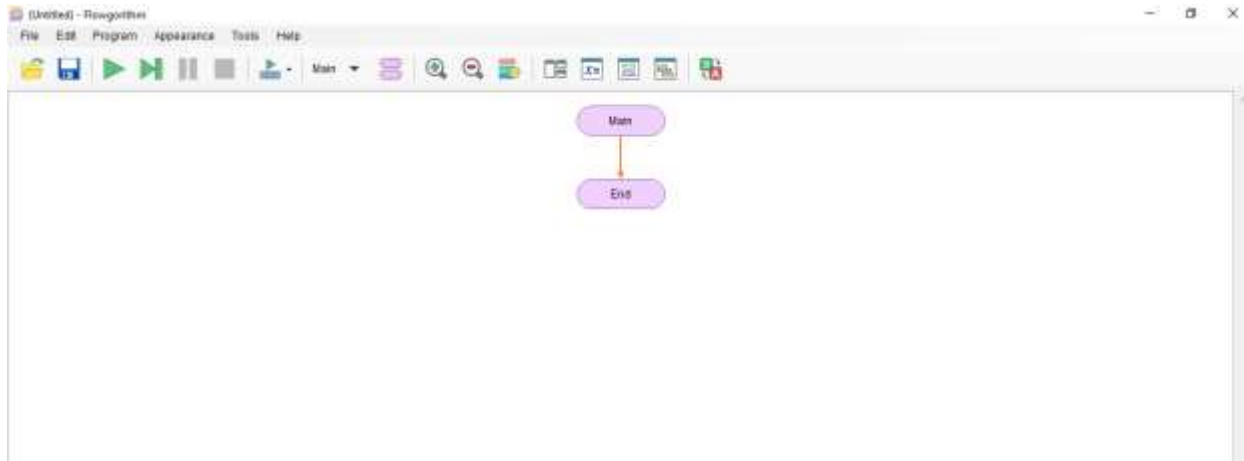 (Untitled) - Flowgorithm
File Edit Program Appearance Tools Help
Main
Main
End